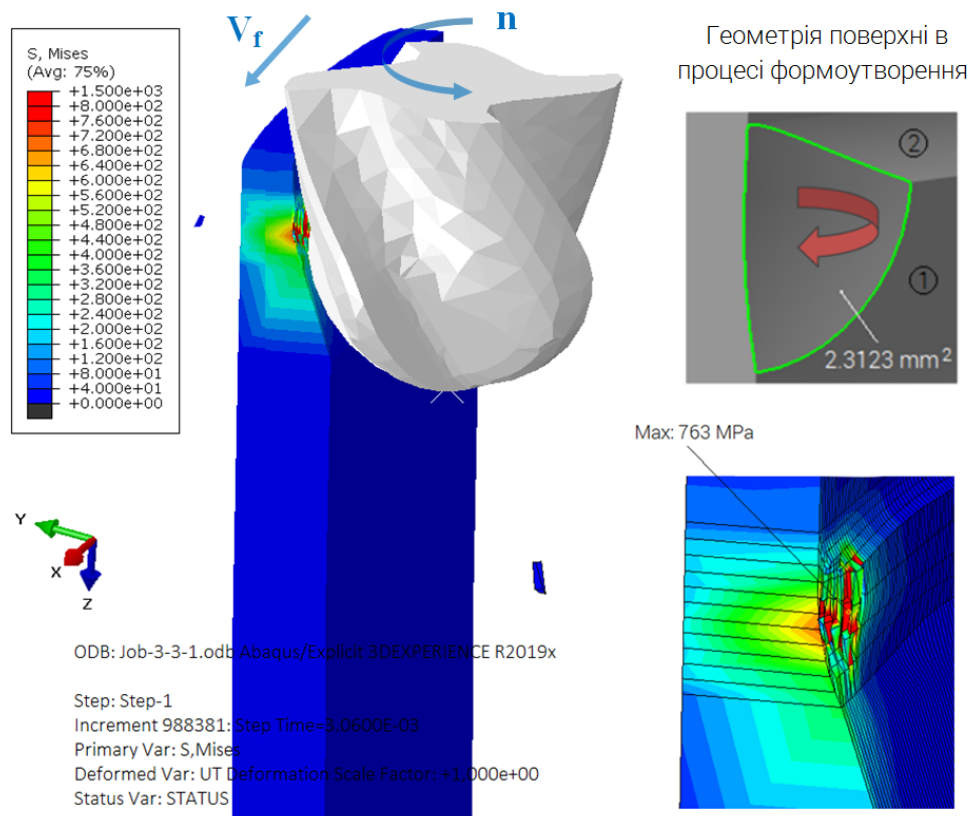 V_f
n
S, Mises
(Avg: 75%)
+1.500e+03
+8.000e+02
+7.600e+02
+7.200e+02
+6.800e+02
+6.400e+02
+6.000e+02
+5.600e+02
+5.200e+02
+4.800e+02
+4.400e+02
+4.000e+02
+3.600e+02
+3.200e+02
+2.800e+02
+2.400e+02
+2.000e+02
+1.600e+02
+1.200e+02
+8.000e+01
+4.000e+01
+0.000e+00
Y
X
Z
ODB: Job-3-3-1.odb Abaqus/Explicit 3DEXPERIENCE R2019x
Step: Step-1
Increment 988381: Step Time=3.0600E-03
Primary Var: S,Mises
Deformed Var: UT Deformation Scale Factor: +1,000e+00
Status Var: STATUS
Геометрія поверхні в
процесі формоутворення
②
①
2.3123 mm²
Max: 763 MPa